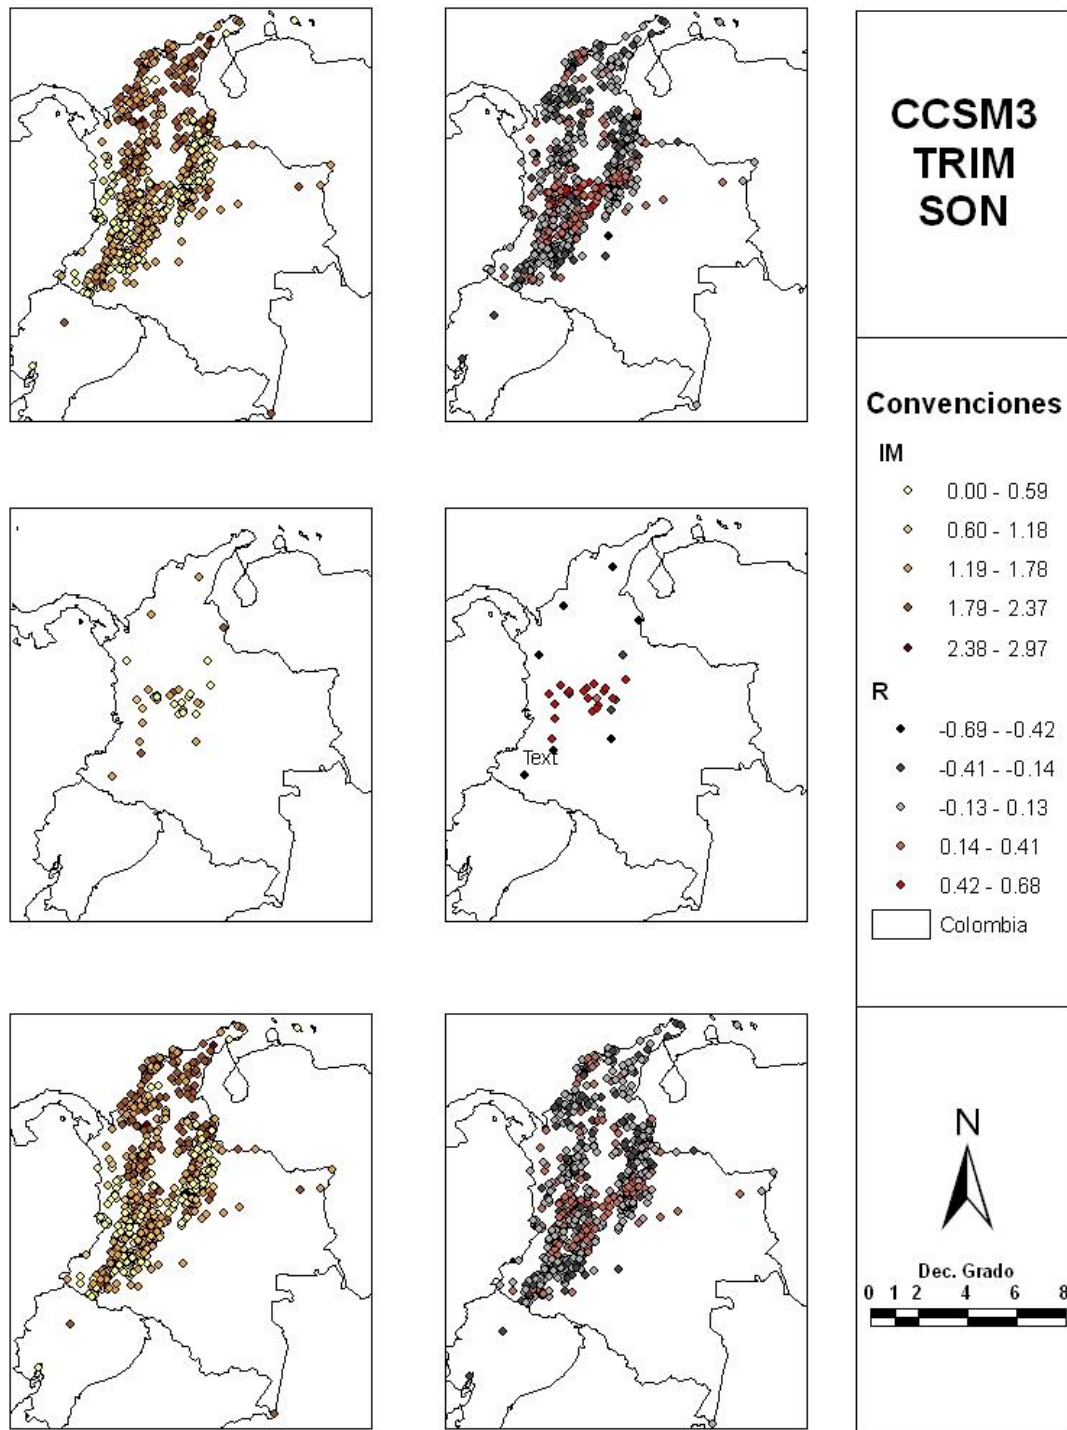 CCSM3
TRIM
SON
Convenciones
IM
0.00 - 0.59
0.60 - 1.18
1.19 - 1.78
1.79 - 2.37
2.38 - 2.97
R
-0.69 - -0.42
-0.41 - -0.14
-0.13 - 0.13
0.14 - 0.41
0.42 - 0.68
Colombia
Text
N
Dec. Grado
0 1 2 4 6 8